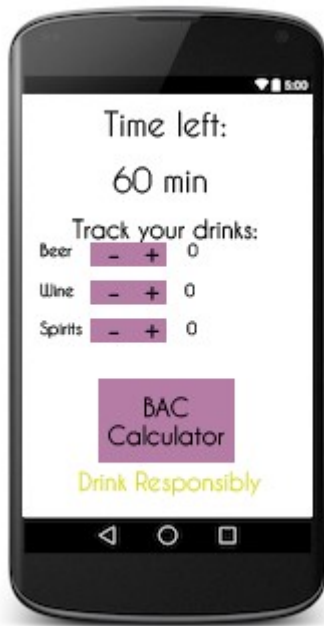 5:00
Time left:
60 min
Track your drinks:
Beer - + 0
Wine - + 0
Spirits - + 0
BAC
Calculator
Drink Responsibly